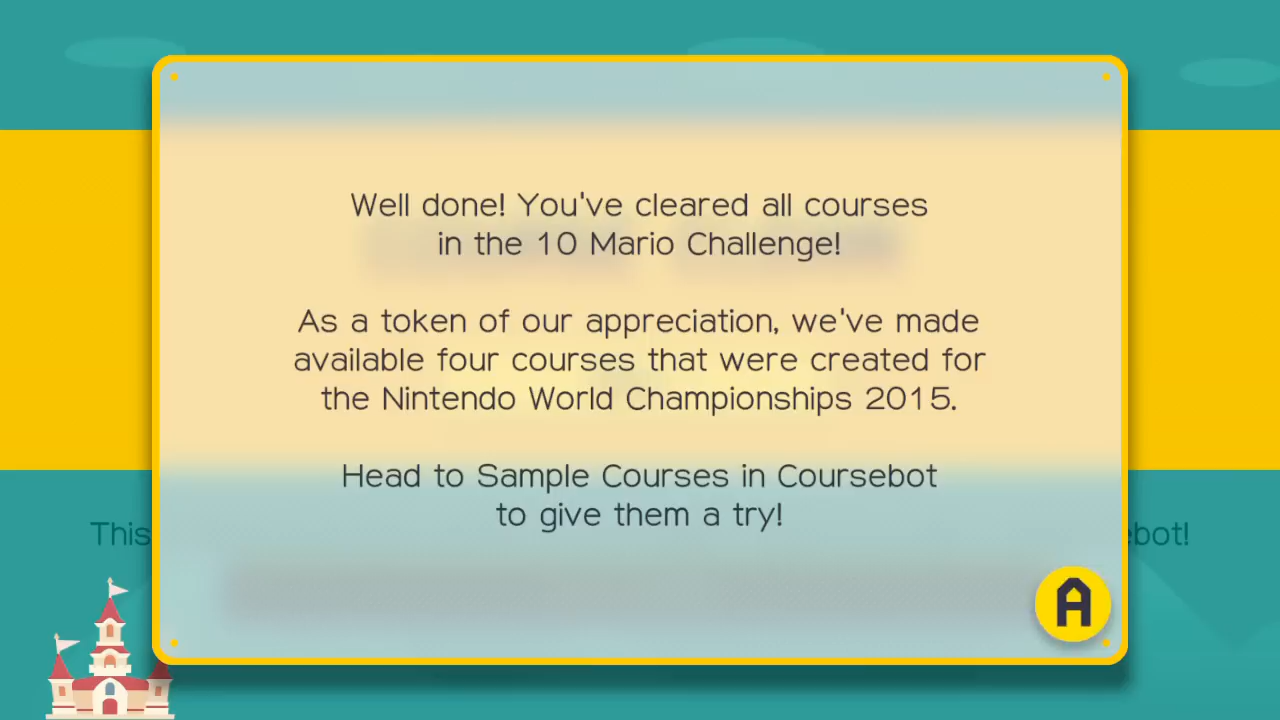 Well done! You've cleared all courses
in the 10 Mario Challenge!
As a token of our appreciation, we've made
available four courses that were created for
the Nintendo World Championships 2015.
Head to Sample Courses in Coursebot
to give them a try!
This
ebot!
A